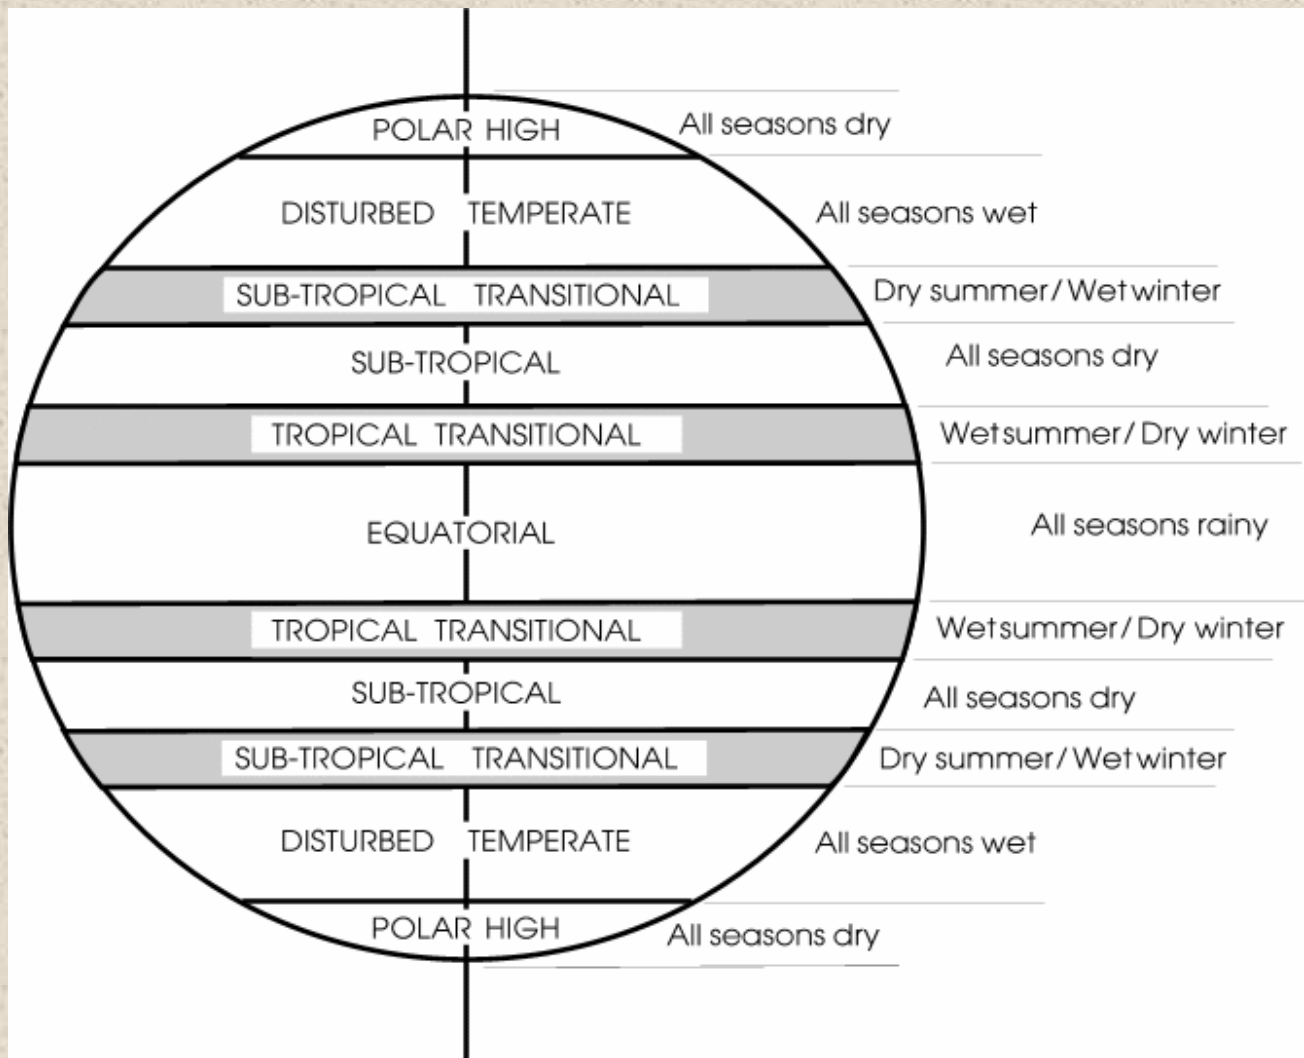 POLAR HIGH All seasons dry
DISTURBED TEMPERATE All seasons wet
SUB-TROPICAL TRANSITIONAL Dry summer / Wet winter
SUB-TROPICAL All seasons dry
TROPICAL TRANSITIONAL Wet summer / Dry winter
EQUATORIAL All seasons rainy
TROPICAL TRANSITIONAL Wet summer / Dry winter
SUB-TROPICAL All seasons dry
SUB-TROPICAL TRANSITIONAL Dry summer / Wet winter
DISTURBED TEMPERATE All seasons wet
POLAR HIGH All seasons dry